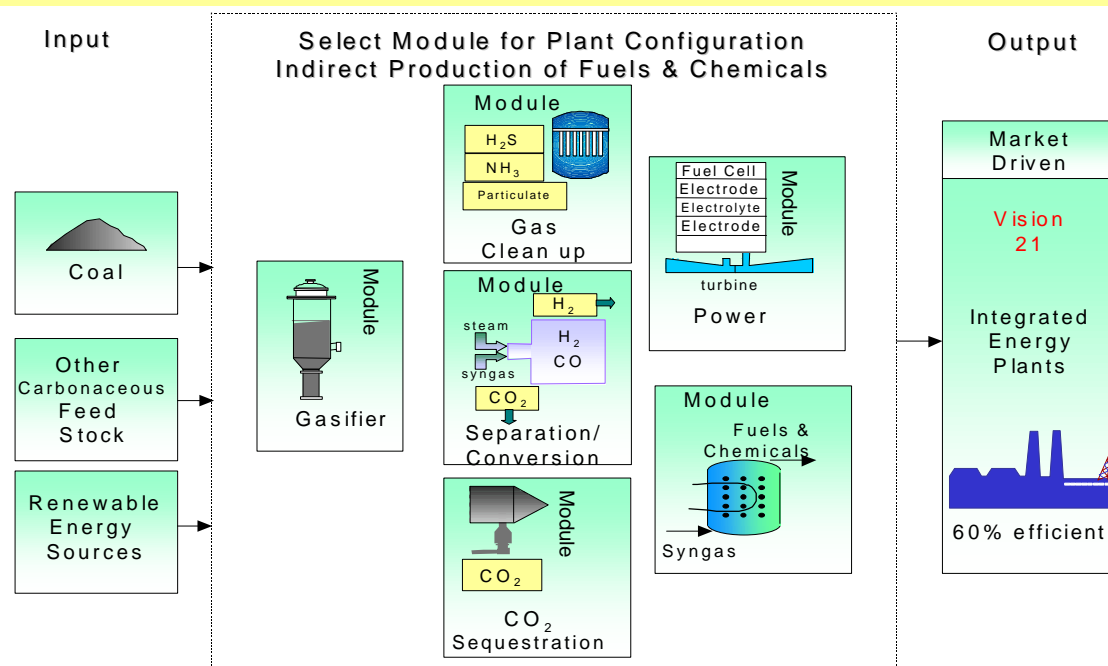 Input
Select Module for Plant Configuration
Indirect Production of Fuels & Chemicals
Output
Coal
Other
Carbonaceous
Feed
Stock
Renewable
Energy
Sources
Module
Gasifier
Module
H2S
NH3
Particulate
Gas
Clean up
Module
H2
steam
H2
CO
syngas
CO2
Separation/
Conversion
Module
CO2
CO2
Sequestration
Fuel Cell
Electrode
Electrolyte
Electrode
Module
turbine
Power
Module
Fuels &
Chemicals
Syngas
Market
Driven
Vision
21
Integrated
Energy
Plants
60% efficient